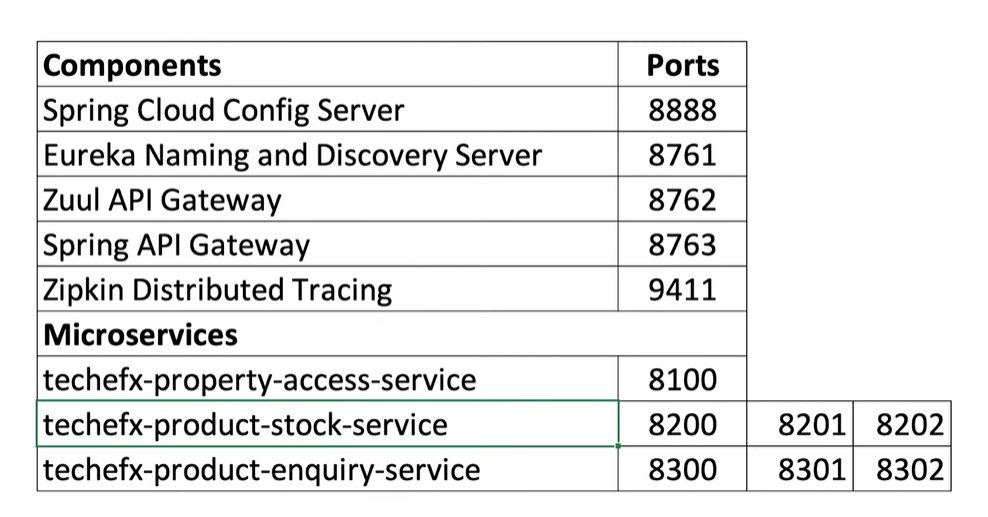 Components Ports
Spring Cloud Config Server 8888
Eureka Naming and Discovery Server 8761
Zuul API Gateway 8762
Spring API Gateway 8763
Zipkin Distributed Tracing 9411
Microservices
techefx-property-access-service 8100
techefx-product-stock-service 8200 8201 8202
techefx-product-enquiry-service 8300 8301 8302